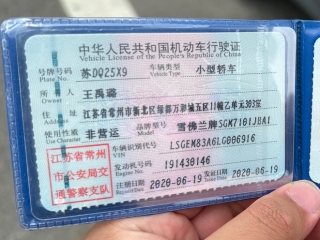 中华人民共和国机动车行驶证
Vehicle License of the People's Republic of China
号牌号码 苏DQ25X9 车辆类型 小型轿车
Plate No. Vehicle Type
所有人 王禹璐
Owner
住址 江苏省常州市新北区绿都万和城五区11幢乙单元303室
Address
使用性质 非营运 品牌型号 雪佛兰牌SGM7101JBA1
Use Character Model
江苏省常州市公安局交通警察支队
车辆识别代号 LSGEM83A6LG006916
VIN
发动机号码 191430146
Engine No.
注册日期 2020-06-19 发证日期 2020-06-19
Register Date Issue Date